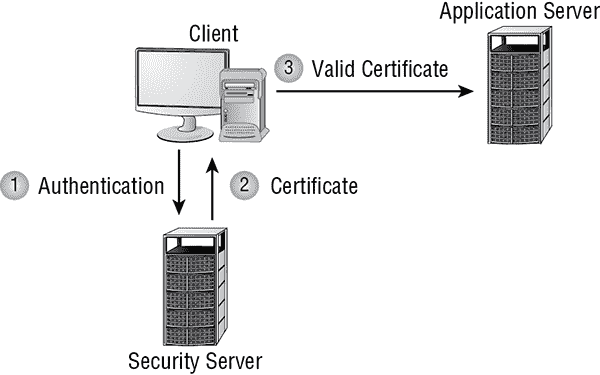 Application Server
Client
3 Valid Certificate
1 Authentication
2 Certificate
Security Server